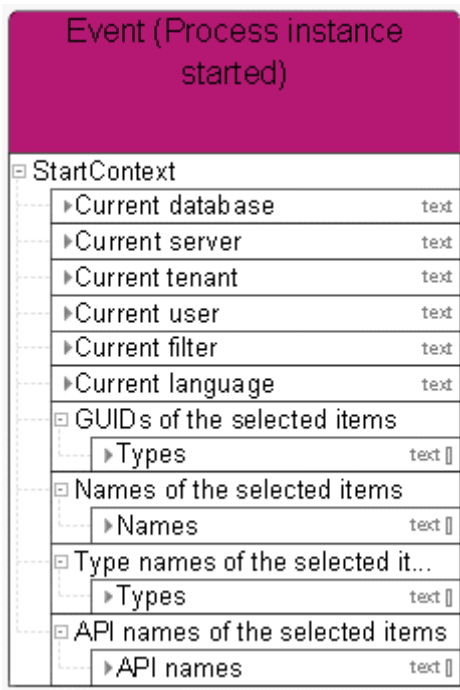 Event (Process instance
started)
StartContext
Current database text
Current server text
Current tenant text
Current user text
Current filter text
Current language text
GUIDs of the selected items
Types text []
Names of the selected items
Names text []
Type names of the selected it...
Types text []
API names of the selected items
API names text []